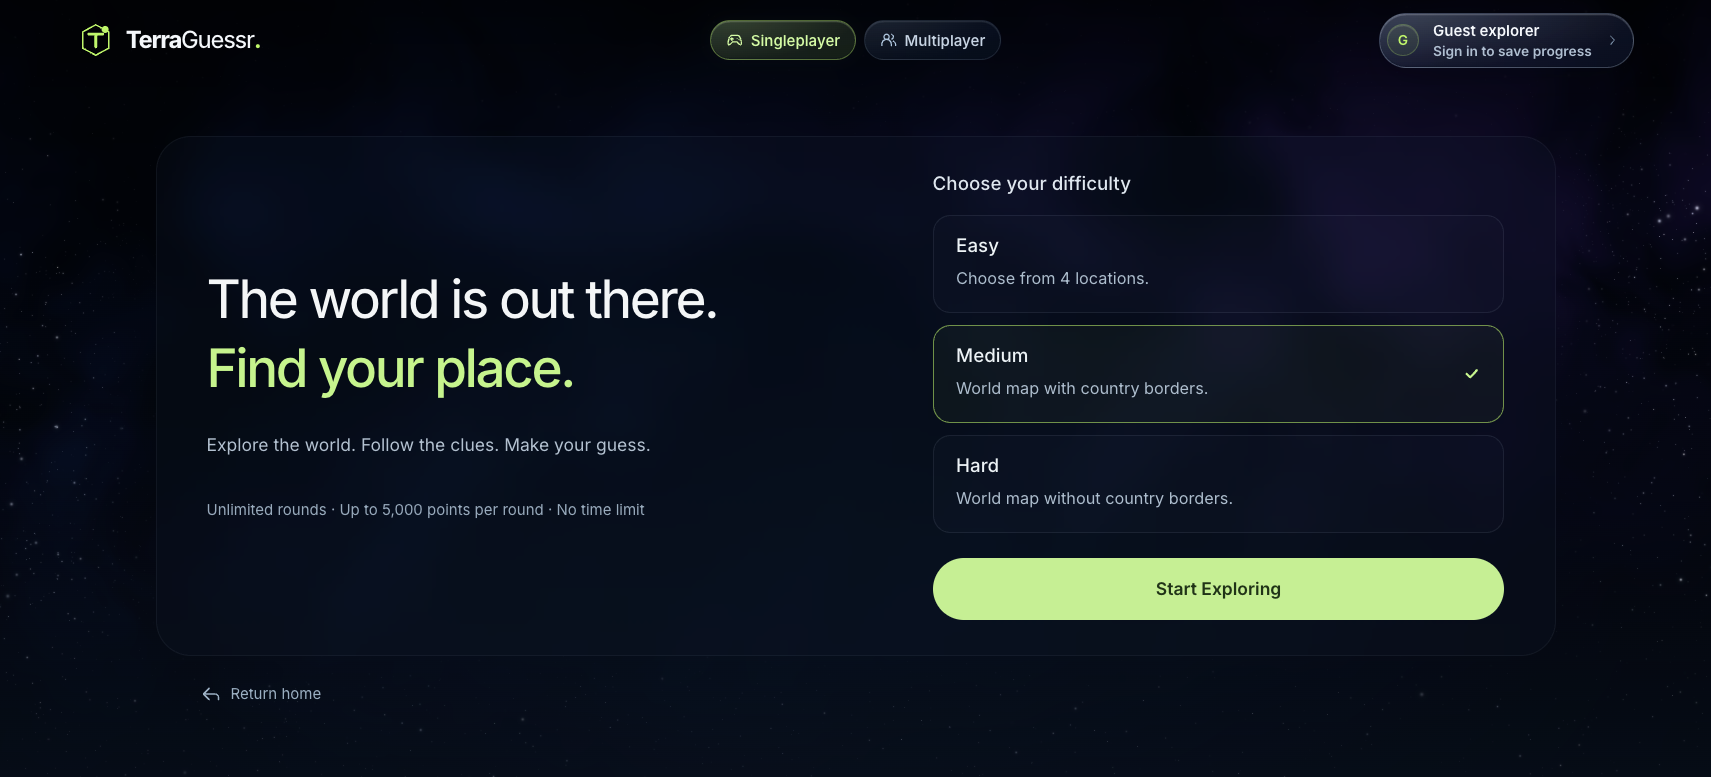 TerraGuessr.
Singleplayer
Multiplayer
G
Guest explorer
Sign in to save progress
The world is out there.
Find your place.
Explore the world. Follow the clues. Make your guess.
Unlimited rounds · Up to 5,000 points per round · No time limit
Choose your difficulty
Easy
Choose from 4 locations.
Medium
World map with country borders.
Hard
World map without country borders.
Start Exploring
Return home